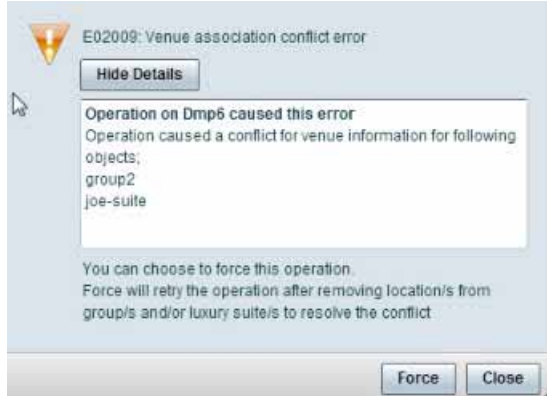 E02009: Venue association conflict error
Hide Details
Operation on Dmp6 caused this error
Operation caused a conflict for venue information for following
objects;
group2
joe-suite
You can choose to force this operation.
Force will retry the operation after removing location/s from
group/s and/or luxury suite/s to resolve the conflict
Force
Close